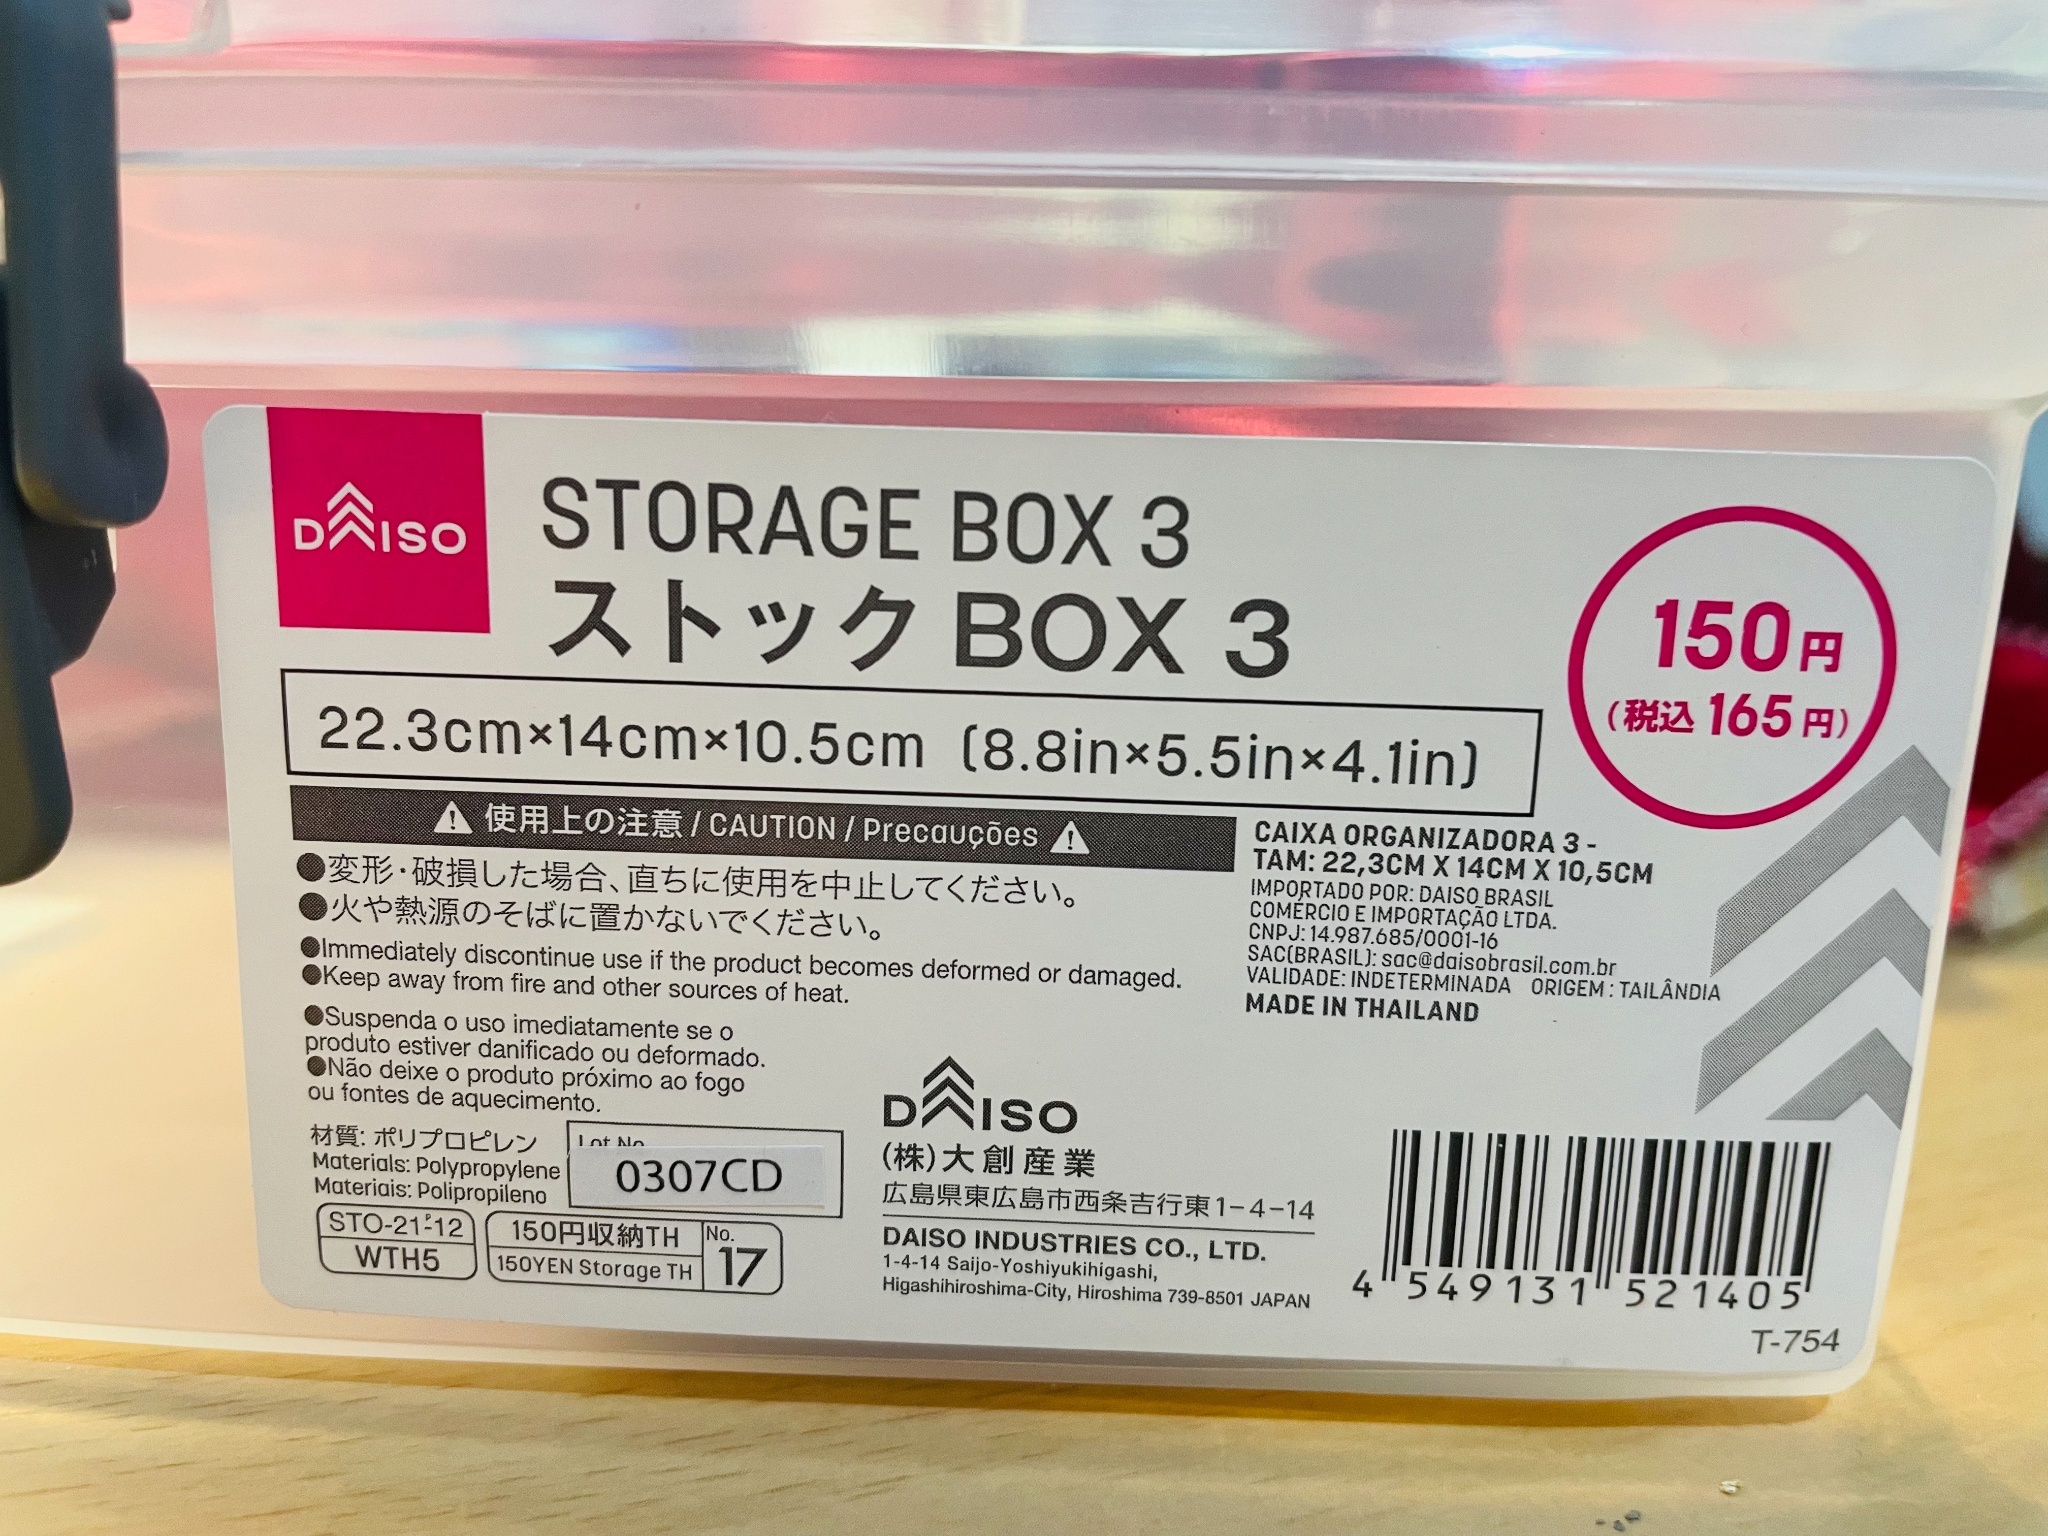 DAISO
STORAGE BOX 3
ストックBOX 3
150円
(税込165円)
22.3cm×14cm×10.5cm (8.8in×5.5in×4.1in)
使用上の注意/CAUTION/Precauções
●変形・破損した場合、直ちに使用を中止してください。
●火や熱源のそばに置かないでください。
●Immediately discontinue use if the product becomes deformed or damaged.
●Keep away from fire and other sources of heat.
●Suspenda o uso imediatamente se o
produto estiver danificado ou deformado.
●Não deixe o produto próximo ao fogo
ou fontes de aquecimento.
CAIXA ORGANIZADORA 3 -
TAM: 22,3CM X 14CM X 10,5CM
IMPORTADO POR: DAISO BRASIL
COMÉRCIO E IMPORTAÇÃO LTDA.
CNPJ: 14.987.685/0001-16
SAC(BRASIL): sac@daisobrasil.com.br
VALIDADE: INDETERMINADA ORIGEM : TAILÂNDIA
MADE IN THAILAND
材質: ポリプロピレン
Materials: Polypropylene
Materiais: Polipropileno
Lot No
0307CD
STO-21-P-12
WTH5
150円収納TH
150YEN Storage TH
No.
17
DAISO
(株)大創産業
広島県東広島市西条吉行東1-4-14
DAISO INDUSTRIES CO., LTD.
1-4-14 Saijo-Yoshiyukihigashi,
Higashihiroshima-City, Hiroshima 739-8501 JAPAN
4 549131 521405
T-754